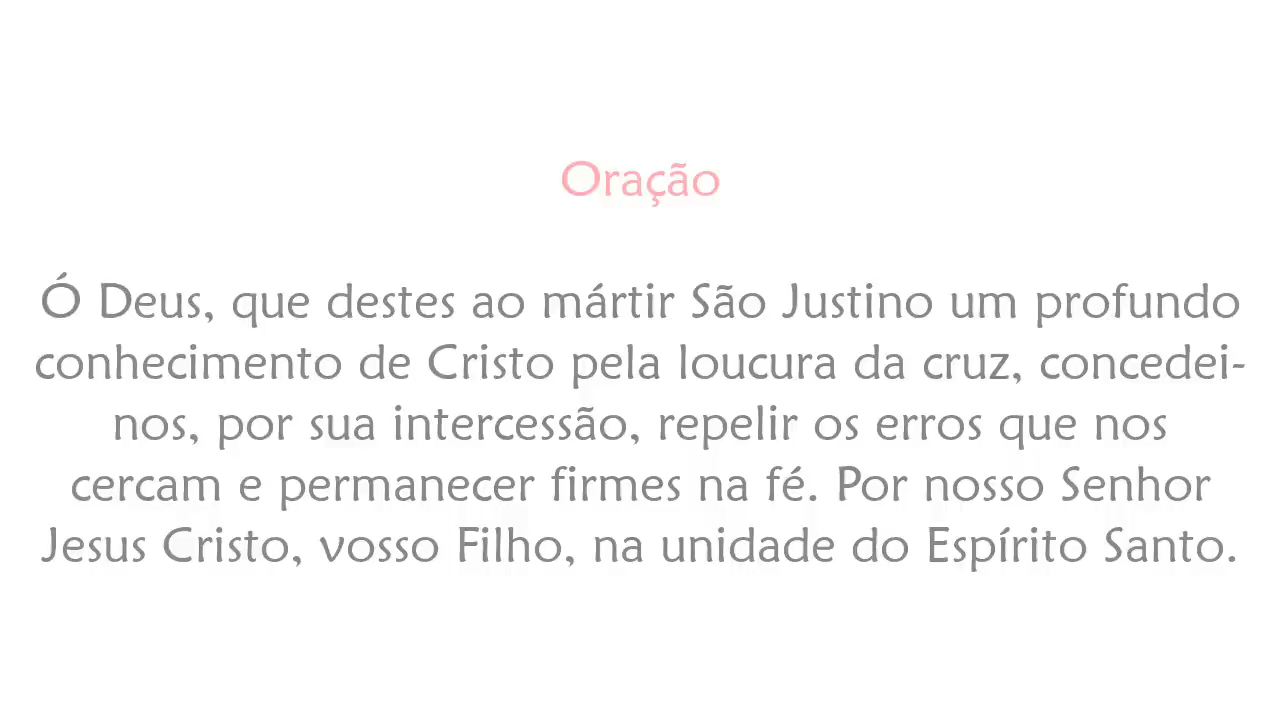 Oração
Ó Deus, que destes ao mártir São Justino um profundo
conhecimento de Cristo pela loucura da cruz, concedei-
nos, por sua intercessão, repelir os erros que nos
cercam e permanecer firmes na fé. Por nosso Senhor
Jesus Cristo, vosso Filho, na unidade do Espírito Santo.